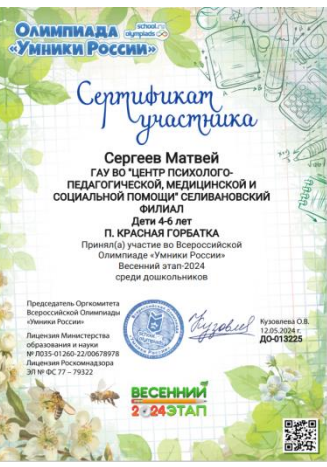 ОЛИМПИАДА school.ru
olympiads
«УМНИКИ РОССИИ»
Сертификат
участника
Сергеев Матвей
ГАУ ВО "ЦЕНТР ПСИХОЛОГО-
ПЕДАГОГИЧЕСКОЙ, МЕДИЦИНСКОЙ И
СОЦИАЛЬНОЙ ПОМОЩИ" СЕЛИВАНОВСКИЙ
ФИЛИАЛ
Дети 4-6 лет
П. КРАСНАЯ ГОРБАТКА
Принял(а) участие во Всероссийской
Олимпиаде «Умники России»
Весенний этап-2024
среди дошкольников
Председатель Оргкомитета
Всероссийской Олимпиады
«Умники России»
Лицензия Министерства
образования и науки
№ Л035-01260-22/00678978
Лицензия Роскомнадзора
ЭЛ № ФС 77 – 79322
Кузовлев
Кузовлева О.В.
12.05.2024 г.
ДО-013225
ВЕСЕННИЙ
2024ЭТАП